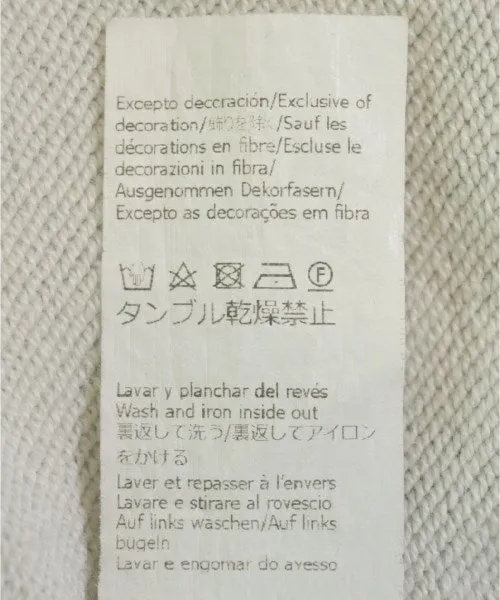 Excepto decoración/Exclusive of
decoration/飾りを除く/Sauf les
décorations en fibre/Escluse le
decorazioni in fibra/
Ausgenommen Dekorfasern/
Excepto as decorações em fibra
F
タンブル乾燥禁止
Lavar y planchar del revés
Wash and iron inside out
裏返して洗う/裏返してアイロン
をかける
Laver et repasser à l'envers
Lavare e stirare al rovescio
Auf links waschen/Auf links
bugeln
Lavar e engomar do avesso